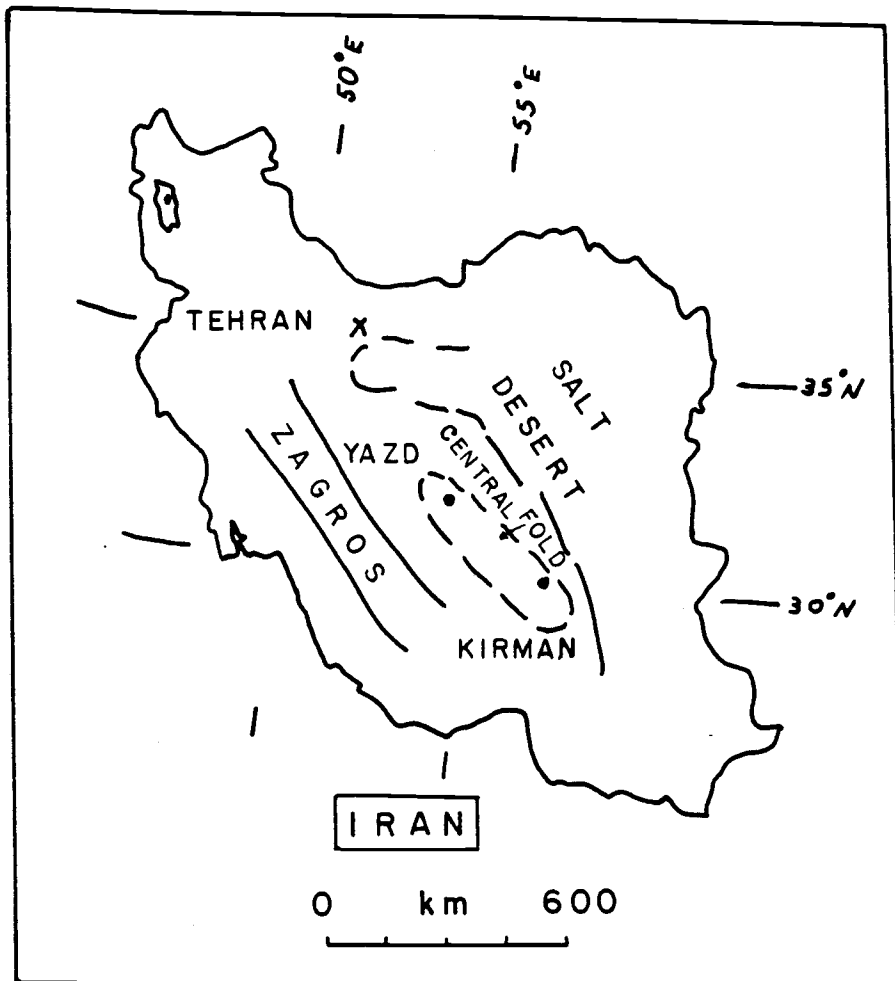 50°E
55°E
TEHRAN
X
SALT
DESERT
35°N
ZAGROS
YAZD
CENTRAL FOLD
30°N
KIRMAN
IRAN
0 km 600